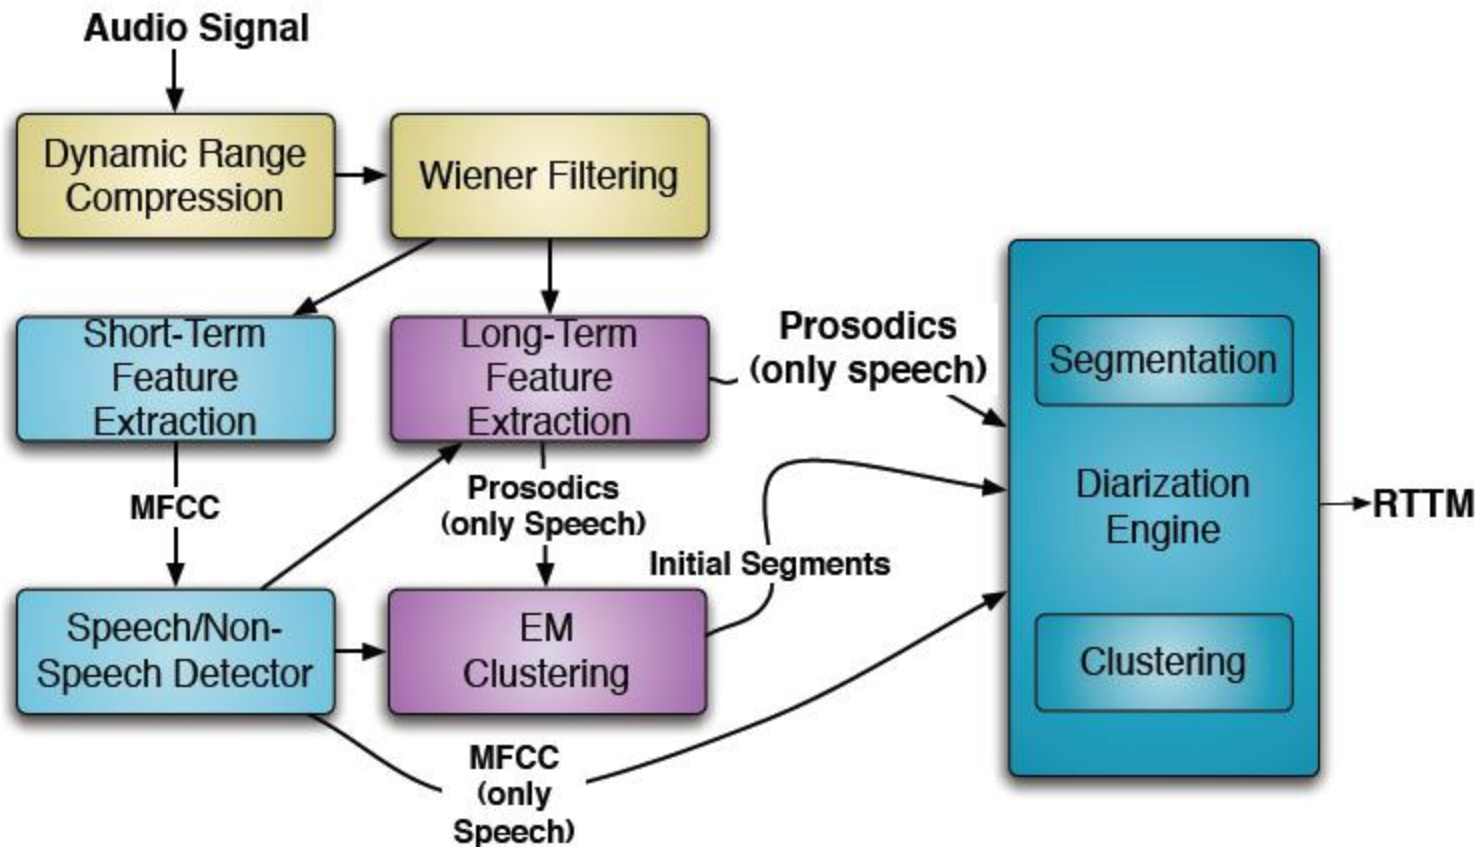 Audio Signal
Dynamic Range
Compression
Wiener Filtering
Short-Term
Feature
Extraction
Long-Term
Feature
Extraction
Prosodics
(only speech)
Segmentation
MFCC
Prosodics
(only Speech)
Initial Segments
Diarization
Engine
RTTM
Speech/Non-
Speech Detector
EM
Clustering
Clustering
MFCC
(only
Speech)